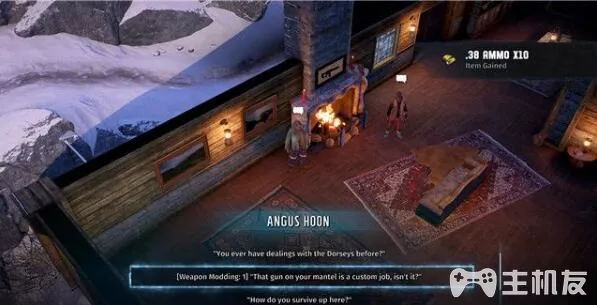 .38 AMMO X10
Item Gained
ANGUS HOON
"You ever have dealings with the Dorseys before?"
[Weapon Modding: 1] "That gun on your mantel is a custom job, isn't it?"
"How do you survive up here?"
主机友